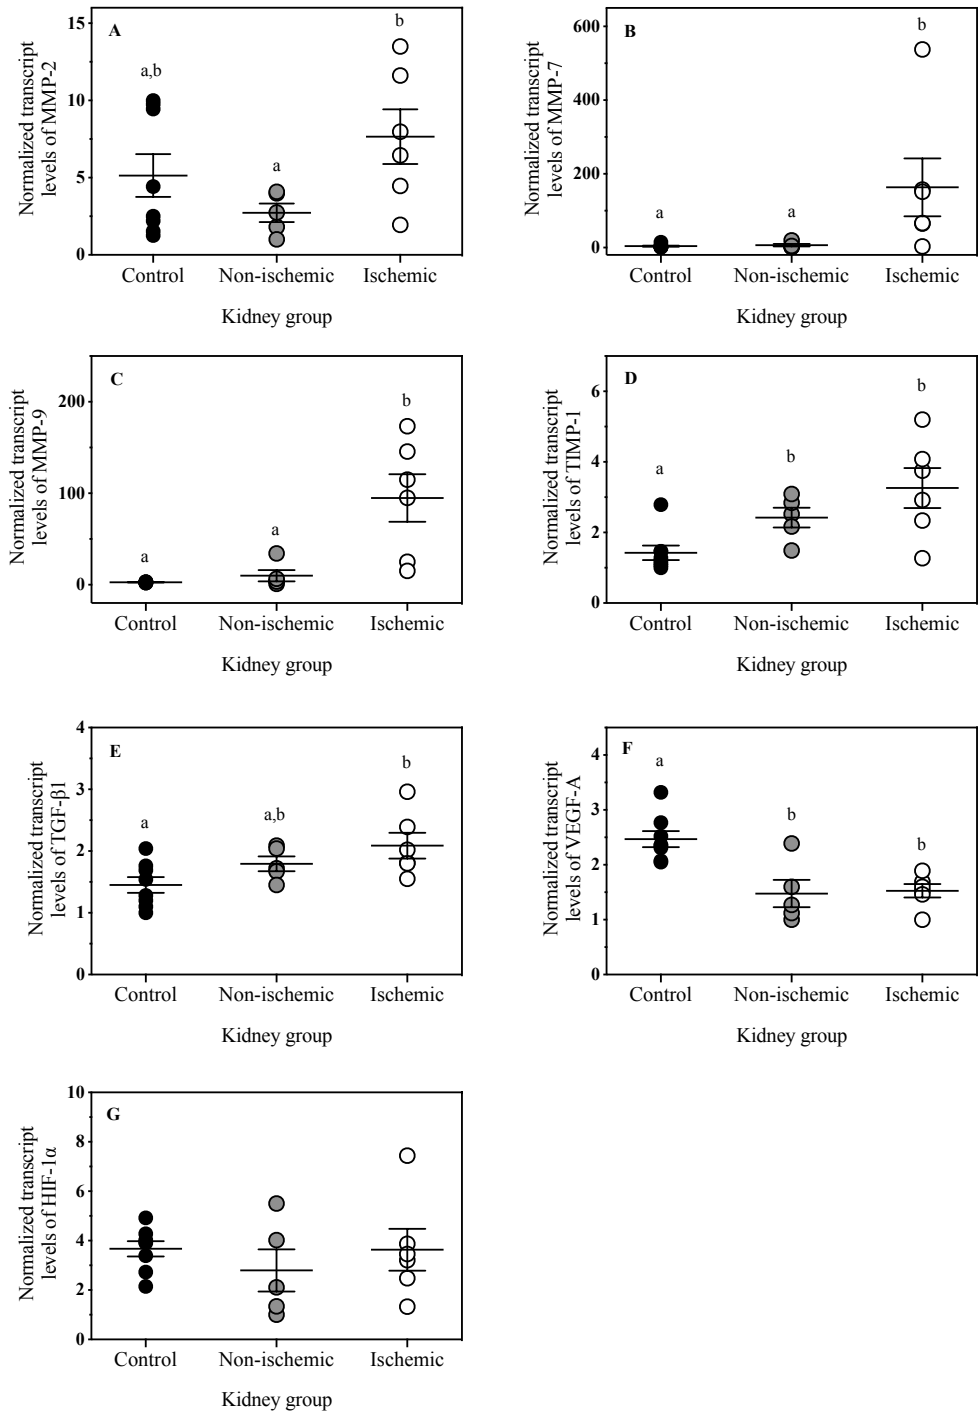 A
Normalized transcript
levels of MMP-2
15
10
5
0
a,b
a
b
Control Non-ischemic Ischemic
Kidney group
B
Normalized transcript
levels of MMP-7
600
400
200
0
a
a
b
Control Non-ischemic Ischemic
Kidney group
C
Normalized transcript
levels of MMP-9
200
100
0
a
a
b
Control Non-ischemic Ischemic
Kidney group
D
Normalized transcript
levels of TIMP-1
6
4
2
0
a
b
b
Control Non-ischemic Ischemic
Kidney group
E
Normalized transcript
levels of TGF-β1
4
3
2
1
0
a
a,b
b
Control Non-ischemic Ischemic
Kidney group
F
Normalized transcript
levels of VEGF-A
4
3
2
1
0
a
b
b
Control Non-ischemic Ischemic
Kidney group
G
Normalized transcript
levels of HIF-1α
10
8
6
4
2
0
Control Non-ischemic Ischemic
Kidney group